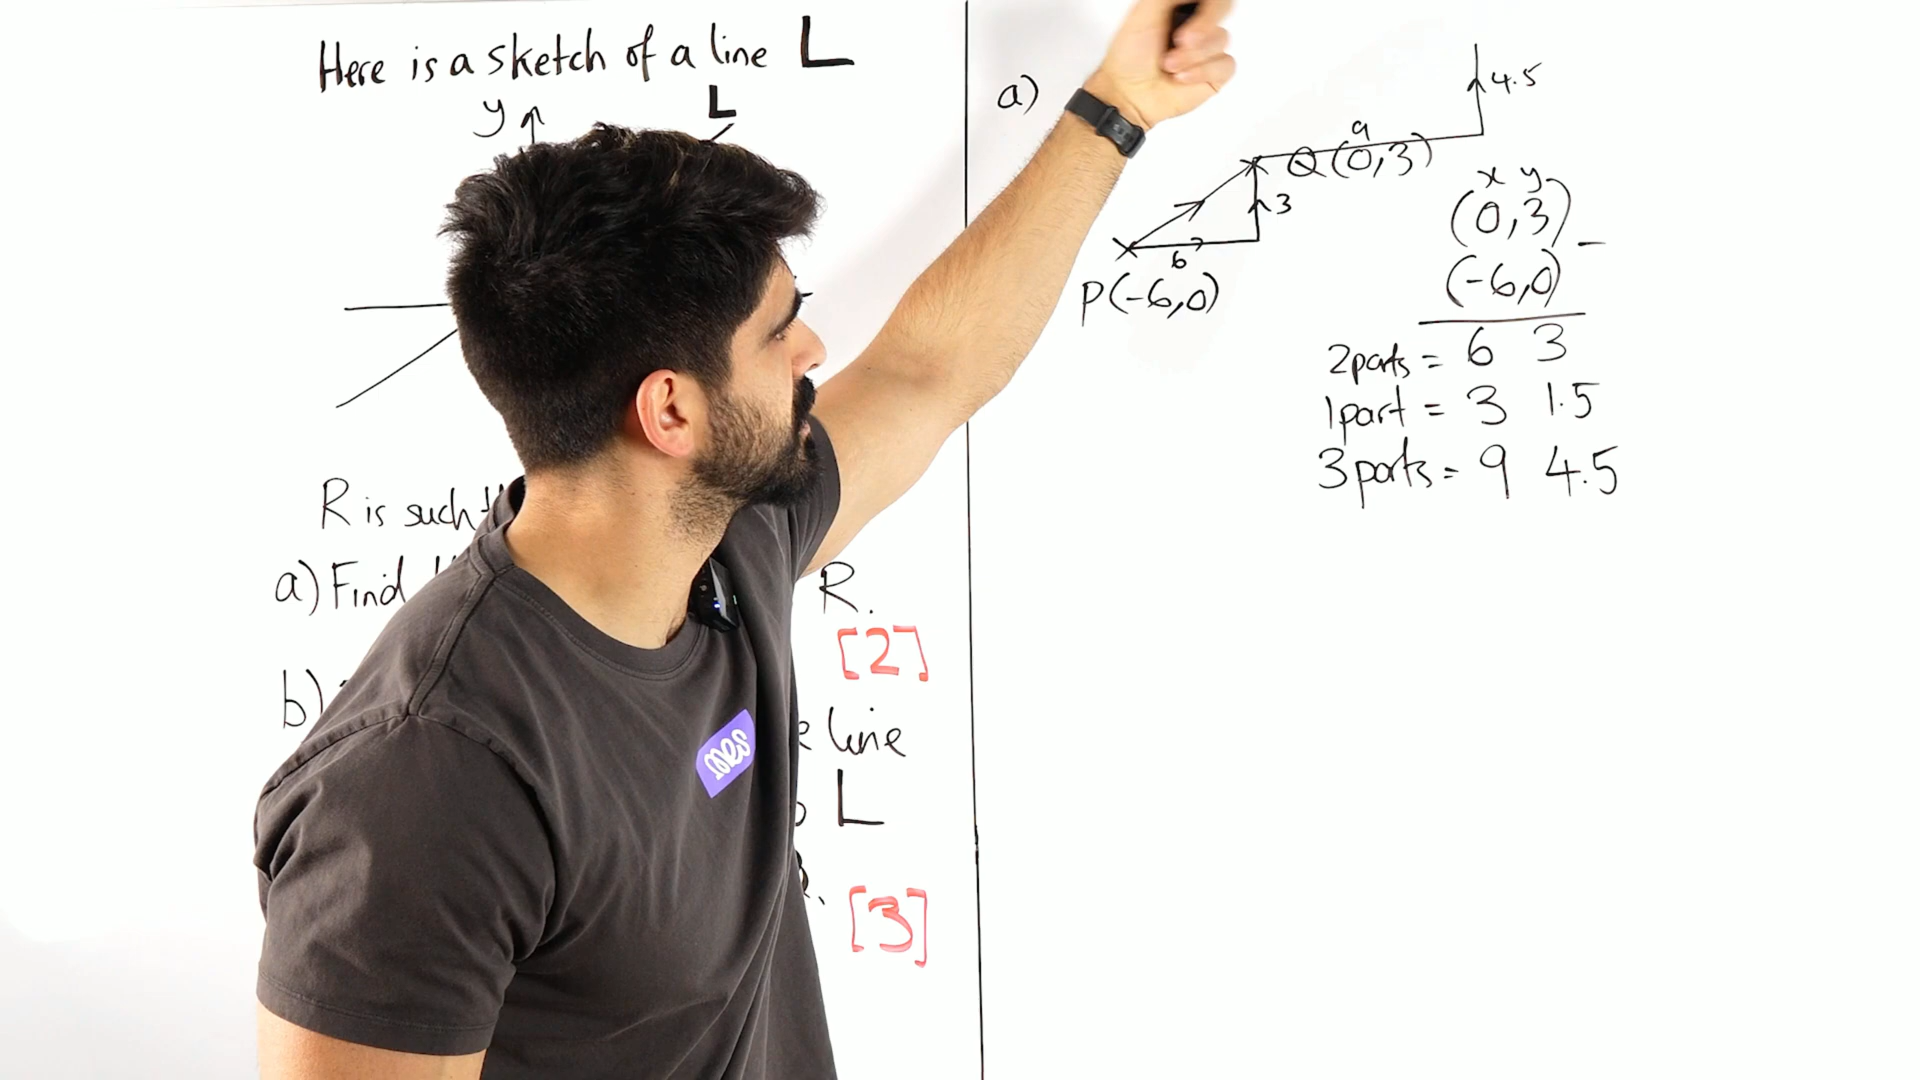 Here is a sketch of a line L
y
L
R is such
a) Find R.
[2]
b) line
L
[3]
a)
4.5
9
Q (0,3)
3
6
P(-6,0)
x y
(0,3)
(-6,0) –
2parts = 6 3
1part = 3 1.5
3parts = 9 4.5